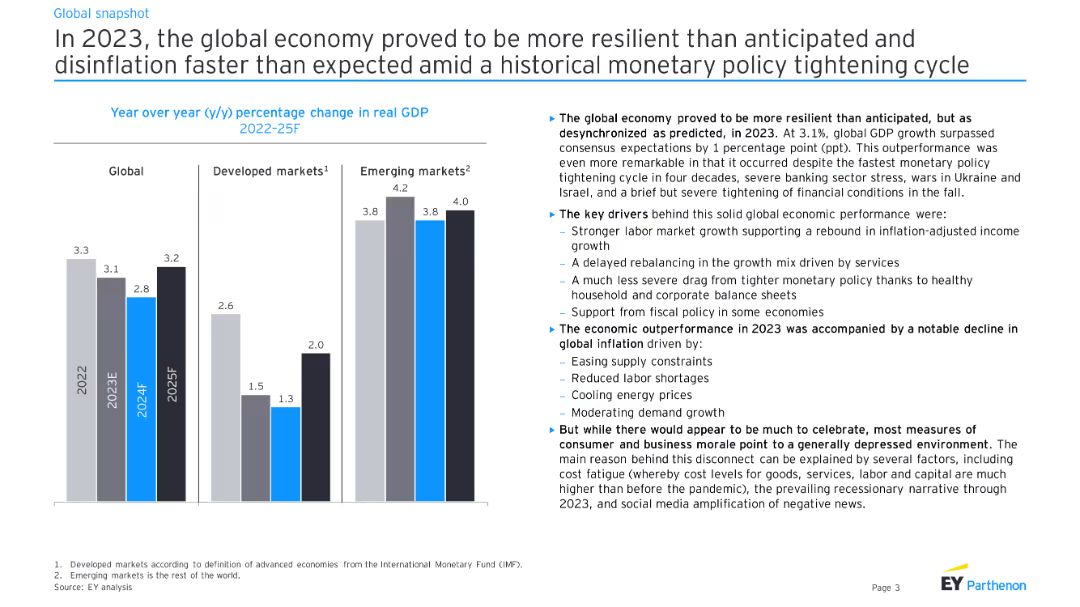 Global snapshot
In 2023, the global economy proved to be more resilient than anticipated and
disinflation faster than expected amid a historical monetary policy tightening cycle
Year over year (y/y) percentage change in real GDP
2022–25F
Global
Developed markets1
Emerging markets2
3.3
3.1
2.8
3.2
2.6
1.5
1.3
2.0
3.8
4.2
3.8
4.0
2022
2023E
2024F
2025F
▸ The global economy proved to be more resilient than anticipated, but as
desynchronized as predicted, in 2023. At 3.1%, global GDP growth surpassed
consensus expectations by 1 percentage point (ppt). This outperformance was
even more remarkable in that it occurred despite the fastest monetary policy
tightening cycle in four decades, severe banking sector stress, wars in Ukraine and
Israel, and a brief but severe tightening of financial conditions in the fall.
▸ The key drivers behind this solid global economic performance were:
– Stronger labor market growth supporting a rebound in inflation-adjusted income
growth
– A delayed rebalancing in the growth mix driven by services
– A much less severe drag from tighter monetary policy thanks to healthy
household and corporate balance sheets
– Support from fiscal policy in some economies
▸ The economic outperformance in 2023 was accompanied by a notable decline in
global inflation driven by:
– Easing supply constraints
– Reduced labor shortages
– Cooling energy prices
– Moderating demand growth
▸ But while there would appear to be much to celebrate, most measures of
consumer and business morale point to a generally depressed environment. The
main reason behind this disconnect can be explained by several factors, including
cost fatigue (whereby cost levels for goods, services, labor and capital are much
higher than before the pandemic), the prevailing recessionary narrative through
2023, and social media amplification of negative news.
1. Developed markets according to definition of advanced economies from the International Monetary Fund (IMF).
2. Emerging markets is the rest of the world.
Source: EY analysis
Page 3
EY Parthenon